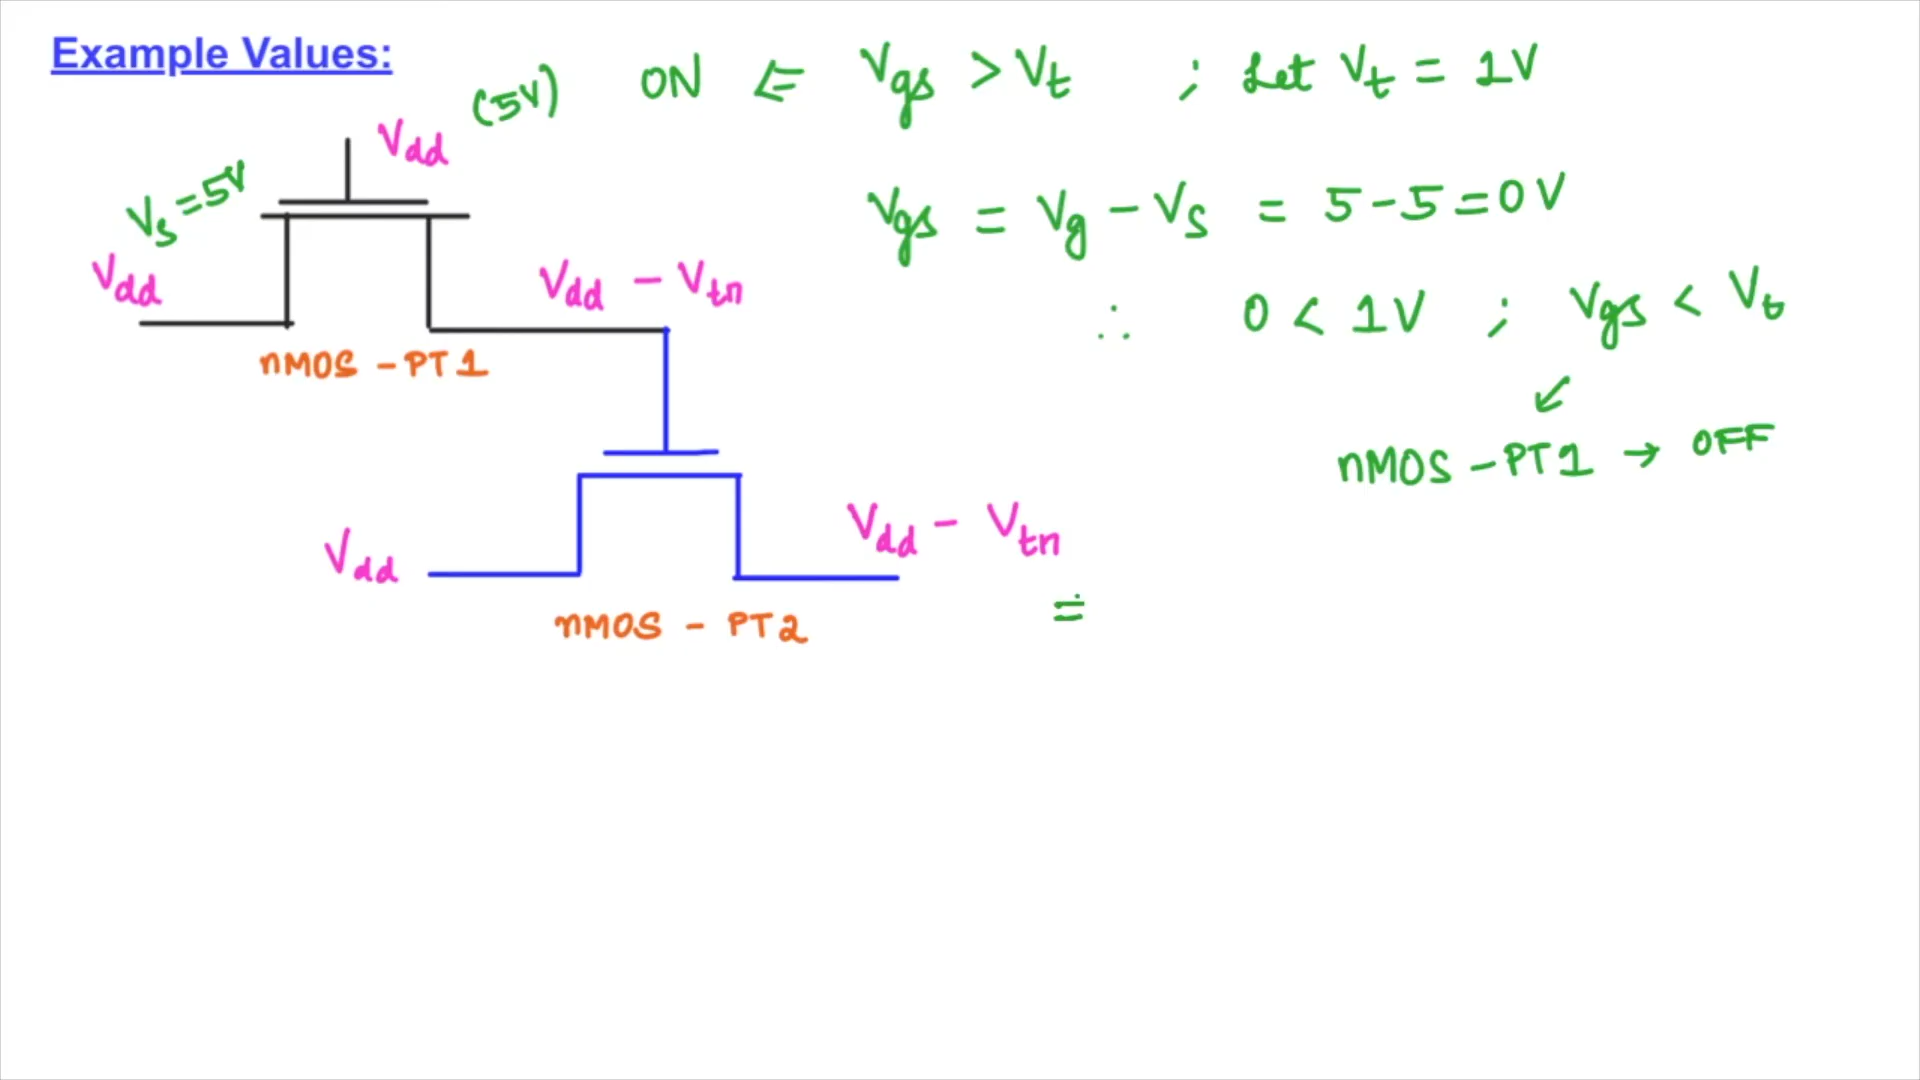 Example Values:
(5V) ON ⇐ Vgs > Vt ; Let Vt = 1V
Vdd
Vs = 5V
Vgs = Vg - Vs = 5 - 5 = 0V
Vdd
Vdd - Vtn
∴ 0 < 1V ; Vgs < Vt
nMOS - PT1
↙
nMOS - PT1 → OFF
Vdd
Vdd - Vtn
=
nMOS - PT2